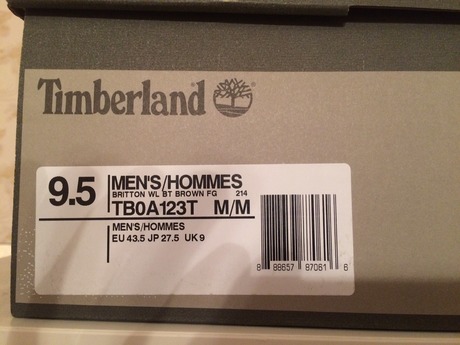 Timberland
9.5
MEN'S/HOMMES
BRITTON WL BT BROWN FG 214
TB0A123T M/M
MEN'S/HOMMES
EU 43.5 JP 27.5 UK 9
8 88657 87061 6